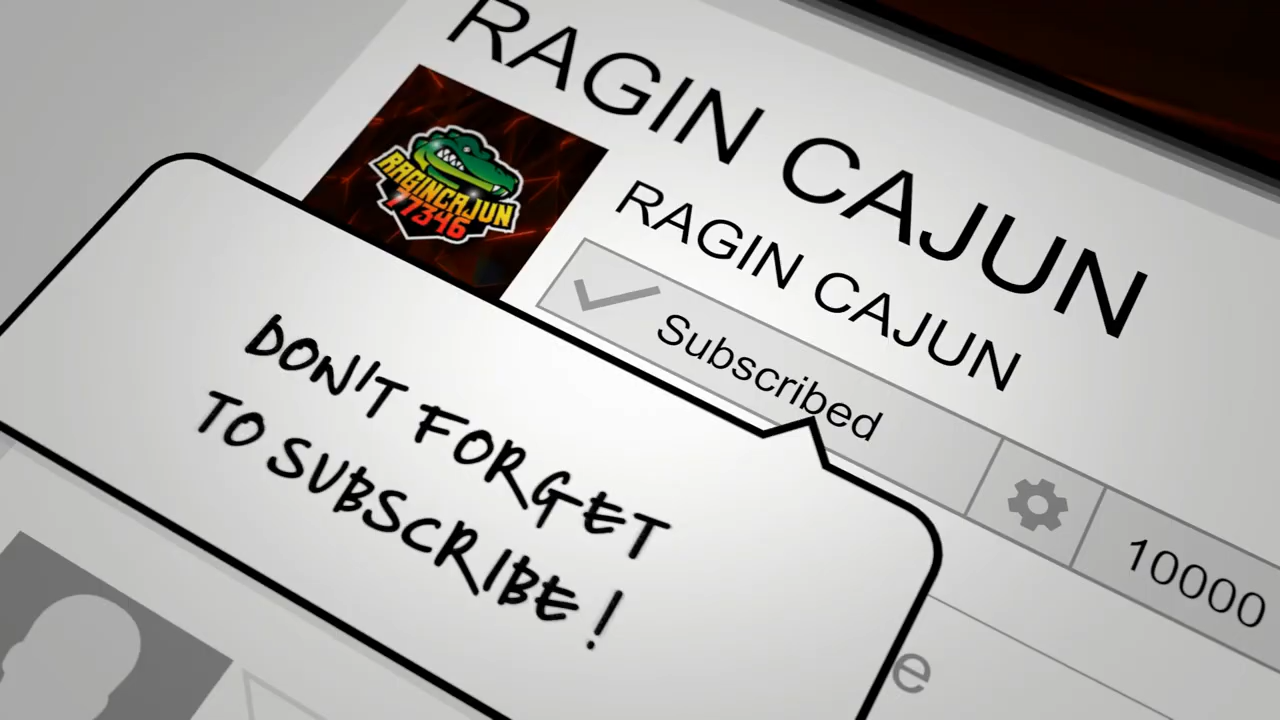 RAGIN CAJUN
RAGINCAJUN
77346
RAGIN CAJUN
Subscribed
10000
DON'T FORGET
TO SUBSCRIBE!
e